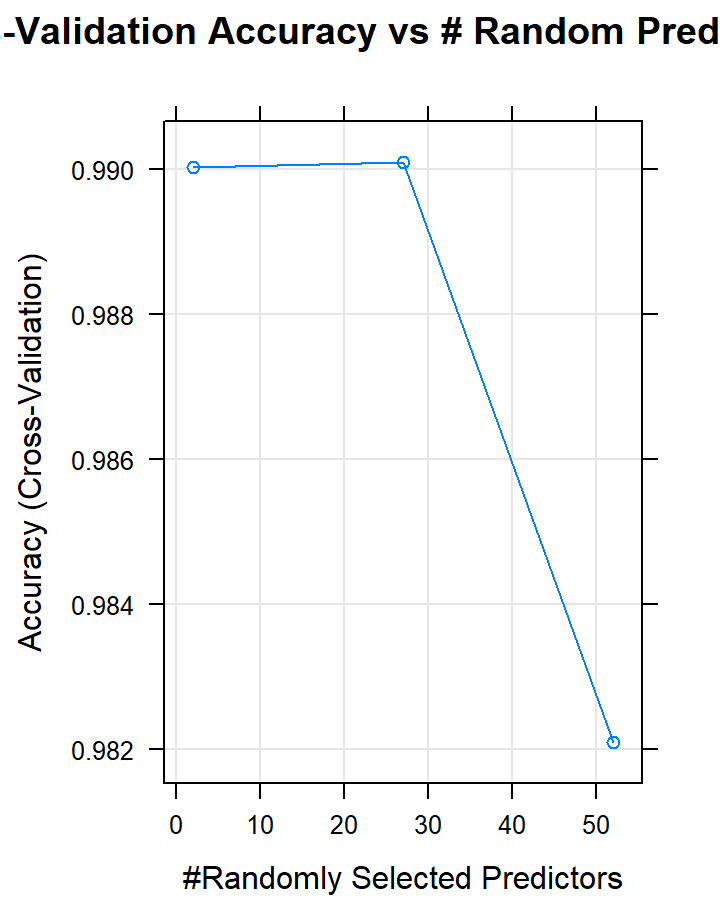 -Validation Accuracy vs # Random Pred
0.990
0.988
0.986
0.984
0.982
Accuracy (Cross-Validation)
0 10 20 30 40 50
#Randomly Selected Predictors